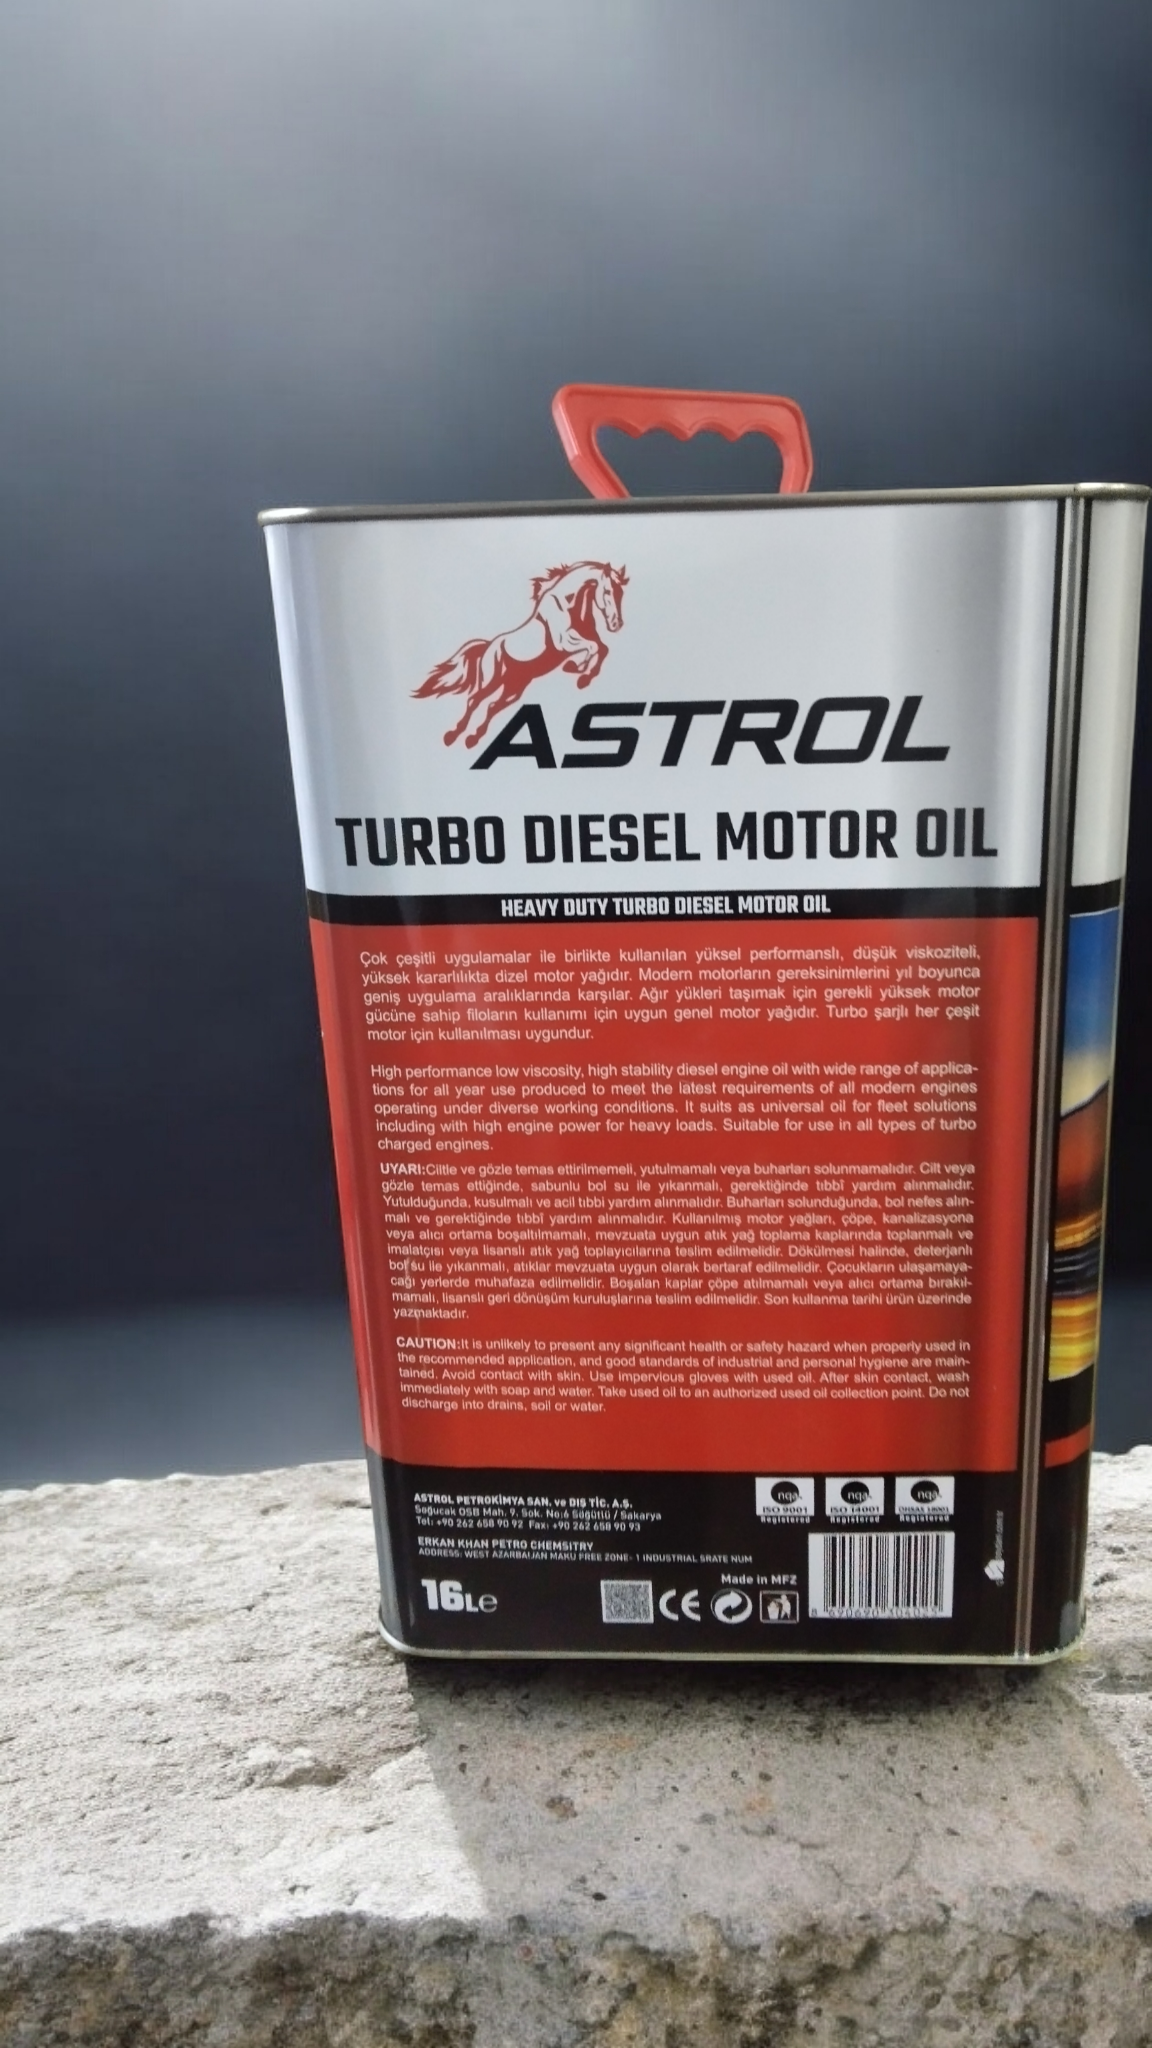 ASTROL
TURBO DIESEL MOTOR OIL
HEAVY DUTY TURBO DIESEL MOTOR OIL
Çok çeşitli uygulamalar ile birlikte kullanılan yüksel performanslı, düşük viskoziteli,
yüksek kararlılıkta dizel motor yağıdır. Modern motorların gereksinimlerini yıl boyunca
geniş uygulama aralıklarında karşılar. Ağır yükleri taşımak için gerekli yüksek motor
gücüne sahip filoların kullanımı için uygun genel motor yağıdır. Turbo şarjlı her çeşit
motor için kullanılması uygundur.
High performance low viscosity, high stability diesel engine oil with wide range of applica-
tions for all year use produced to meet the latest requirements of all modern engines
operating under diverse working conditions. It suits as universal oil for fleet solutions
including with high engine power for heavy loads. Suitable for use in all types of turbo
charged engines.
UYARI:Ciltle ve gözle temas ettirilmemeli, yutulmamalı veya buharları solunmamalıdır. Cilt veya
gözle temas ettiğinde, sabunlu bol su ile yıkanmalı, gerektiğinde tıbbî yardım alınmalıdır.
Yutulduğunda, kusulmalı ve acil tıbbi yardım alınmalıdır. Buharları solunduğunda, bol nefes alın-
malı ve gerektiğinde tıbbî yardım alınmalıdır. Kullanılmış motor yağları, çöpe, kanalizasyona
veya alıcı ortama boşaltılmamalı, mevzuata uygun atık yağ toplama kaplarında toplanmalı ve
imalatçısı veya lisanslı atık yağ toplayıcılarına teslim edilmelidir. Dökülmesi halinde, deterjanlı
bol su ile yıkanmalı, atıklar mevzuata uygun olarak bertaraf edilmelidir. Çocukların ulaşamaya-
cağı yerlerde muhafaza edilmelidir. Boşalan kaplar çöpe atılmamalı veya alıcı ortama bırakıl-
mamalı, lisanslı geri dönüşüm kuruluşlarına teslim edilmelidir. Son kullanma tarihi ürün üzerinde
yazmaktadır.
CAUTION:It is unlikely to present any significant health or safety hazard when properly used in
the recommended application, and good standards of industrial and personal hygiene are main-
tained. Avoid contact with skin. Use impervious gloves with used oil. After skin contact, wash
immediately with soap and water. Take used oil to an authorized used oil collection point. Do not
discharge into drains, soil or water.
nqa. nqa. nqa.
ISO 9001 ISO 14001 OHSAS 18001
Registered Registered Registered
ASTROL PETROKİMYA SAN. ve DIŞ TİC. A.Ş.
Soğucak OSB Mah. 9. Sok. No:6 Söğütlü / Sakarya
Tel: +90 262 658 90 92 Fax: +90 262 658 90 93
ERKAN KHAN PETRO CHEMSITRY
ADDRESS: WEST AZARBAIJAN MAKU FREE ZONE- 1 INDUSTRIAL SRATE NUM
Made in MFZ
16Le
CE